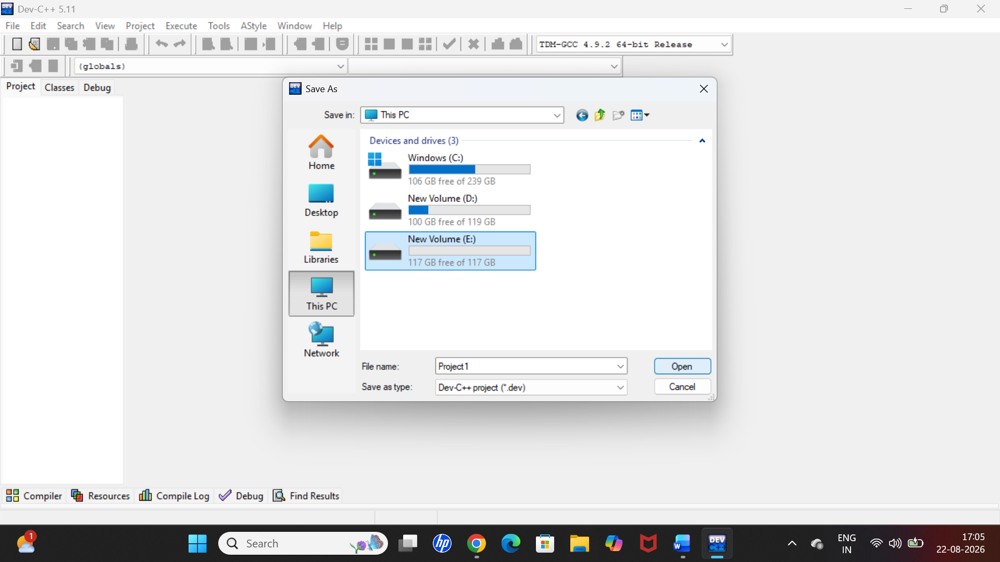 Dev-C++ 5.11
File Edit Search View Project Execute Tools AStyle Window Help
TDM-GCC 4.9.2 64-bit Release
(globals)
Project Classes Debug
Save As
Save in: This PC
Home
Desktop
Libraries
This PC
Network
Devices and drives (3)
Windows (C:)
106 GB free of 239 GB
New Volume (D:)
100 GB free of 119 GB
New Volume (E:)
117 GB free of 117 GB
File name: Project1 Open
Save as type: Dev-C++ project (*.dev) Cancel
Compiler Resources Compile Log Debug Find Results
1
Search
hp
W
DEV
C++
ENG
IN
17:05
22-08-2026